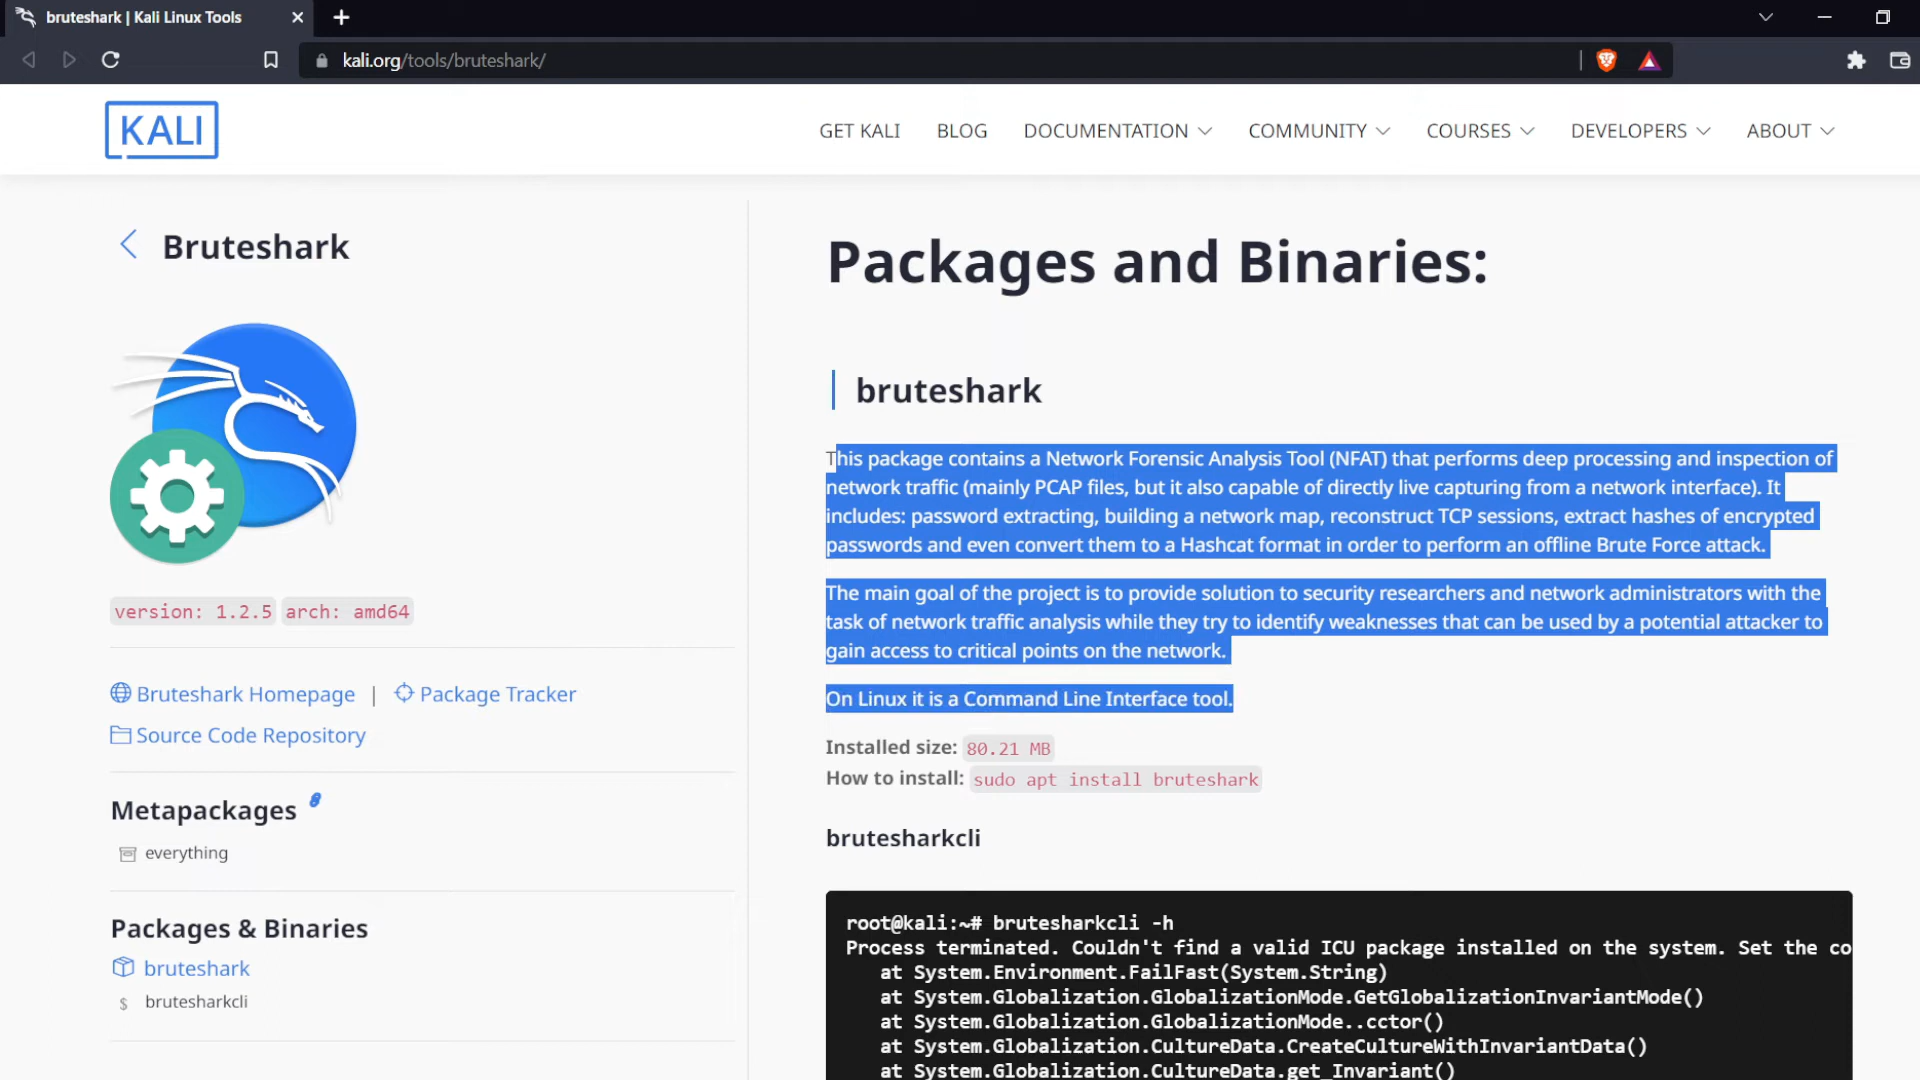 bruteshark | Kali Linux Tools
kali.org/tools/bruteshark/
KALI
GET KALI BLOG DOCUMENTATION COMMUNITY COURSES DEVELOPERS ABOUT
Bruteshark
version: 1.2.5 arch: amd64
Bruteshark Homepage | Package Tracker
Source Code Repository
Metapackages
everything
Packages & Binaries
bruteshark
$ brutesharkcli
Packages and Binaries:
bruteshark
This package contains a Network Forensic Analysis Tool (NFAT) that performs deep processing and inspection of
network traffic (mainly PCAP files, but it also capable of directly live capturing from a network interface). It
includes: password extracting, building a network map, reconstruct TCP sessions, extract hashes of encrypted
passwords and even convert them to a Hashcat format in order to perform an offline Brute Force attack.
The main goal of the project is to provide solution to security researchers and network administrators with the
task of network traffic analysis while they try to identify weaknesses that can be used by a potential attacker to
gain access to critical points on the network.
On Linux it is a Command Line Interface tool.
Installed size: 80.21 MB
How to install: sudo apt install bruteshark
brutesharkcli
root@kali:~# brutesharkcli -h
Process terminated. Couldn't find a valid ICU package installed on the system. Set the co
at System.Environment.FailFast(System.String)
at System.Globalization.GlobalizationMode.GetGlobalizationInvariantMode()
at System.Globalization.GlobalizationMode..cctor()
at System.Globalization.CultureData.CreateCultureWithInvariantData()
at System.Globalization.CultureData.get_Invariant()